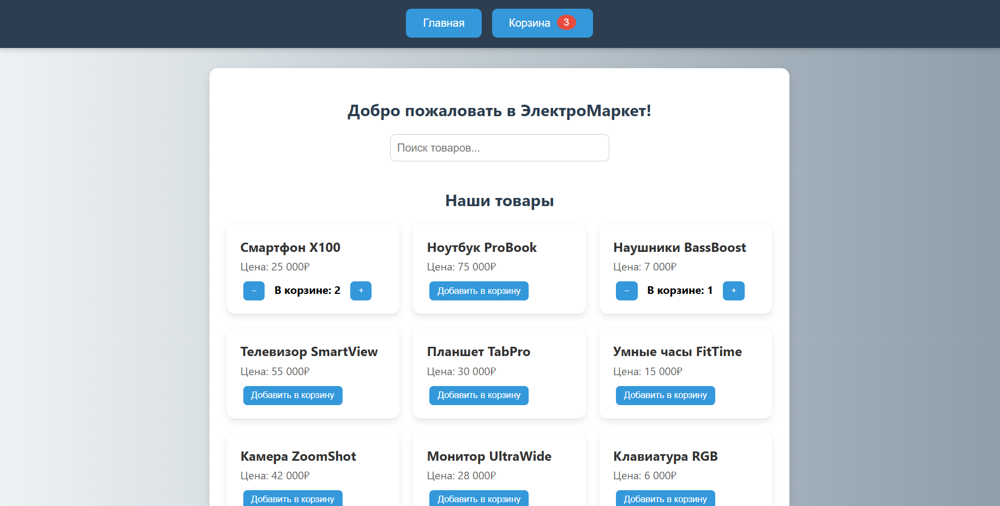 Главная
Корзина 3
Добро пожаловать в ЭлектроМаркет!
Поиск товаров...
Наши товары
Смартфон X100
Цена: 25 000₽
− В корзине: 2 +
Ноутбук ProBook
Цена: 75 000₽
Добавить в корзину
Наушники BassBoost
Цена: 7 000₽
− В корзине: 1 +
Телевизор SmartView
Цена: 55 000₽
Добавить в корзину
Планшет TabPro
Цена: 30 000₽
Добавить в корзину
Умные часы FitTime
Цена: 15 000₽
Добавить в корзину
Камера ZoomShot
Цена: 42 000₽
Добавить в корзину
Монитор UltraWide
Цена: 28 000₽
Добавить в корзину
Клавиатура RGB
Цена: 6 000₽
Добавить в корзину